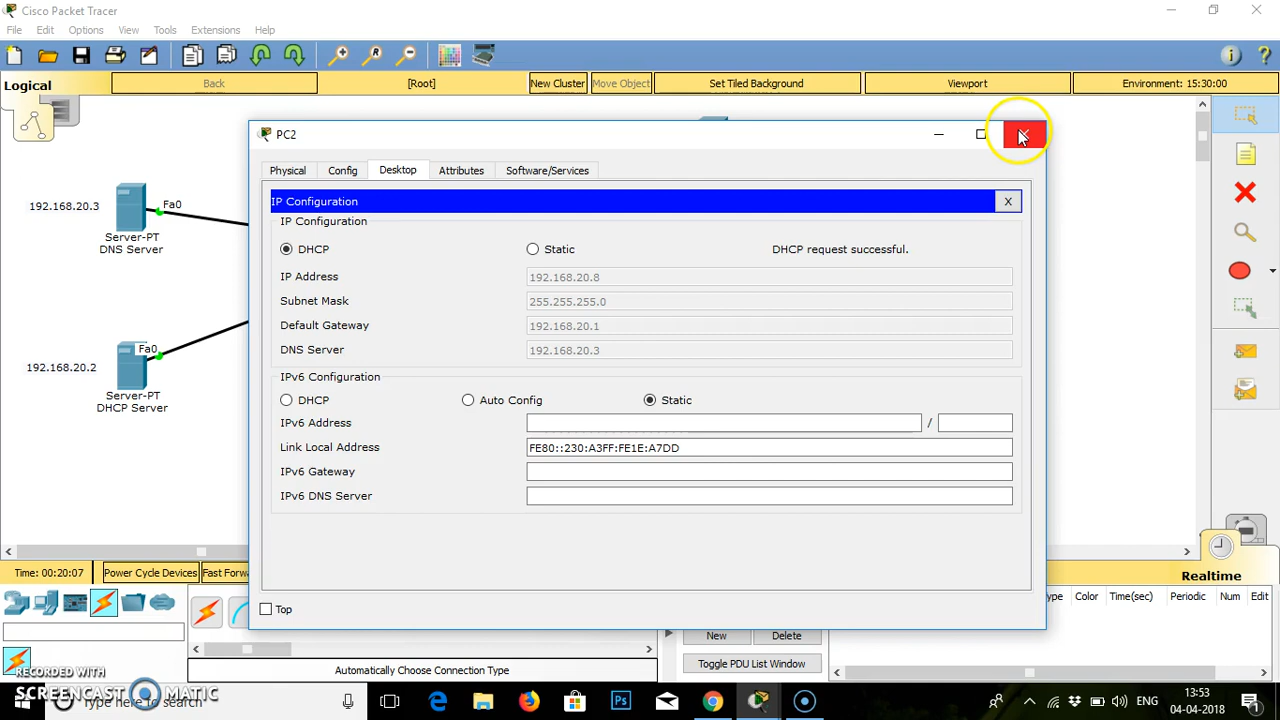 Cisco Packet Tracer
File Edit Options View Tools Extensions Help
Logical Back [Root] New Cluster Move Object Set Tiled Background Viewport Environment: 15:30:00
PC2
Physical Config Desktop Attributes Software/Services
IP Configuration X
IP Configuration
DHCP Static DHCP request successful.
IP Address 192.168.20.8
Subnet Mask 255.255.255.0
Default Gateway 192.168.20.1
DNS Server 192.168.20.3
IPv6 Configuration
DHCP Auto Config Static
IPv6 Address /
Link Local Address FE80::230:A3FF:FE1E:A7DD
IPv6 Gateway
IPv6 DNS Server
Top
192.168.20.3 Fa0
Server-PT
DNS Server
Fa0
192.168.20.2
Server-PT
DHCP Server
Time: 00:20:07 Power Cycle Devices Fast Forw
Realtime
Color Time(sec) Periodic Num Edit
New Delete
Toggle PDU List Window
Automatically Choose Connection Type
RECORDED WITH
SCREENCAST MATIC
Type here to search
ENG
13:53
04-04-2018
1